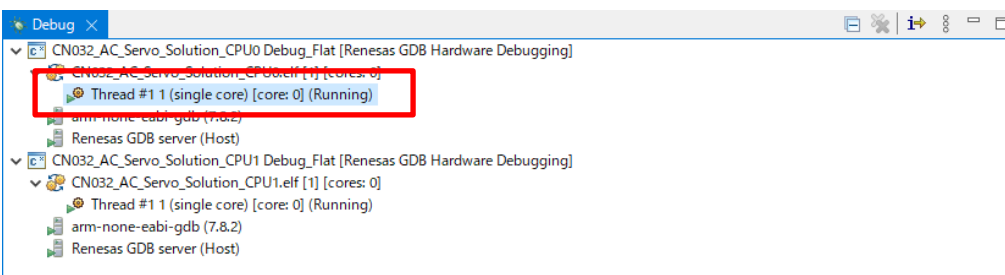 Debug
CN032_AC_Servo_Solution_CPU0 Debug_Flat [Renesas GDB Hardware Debugging]
CN032_AC_Servo_Solution_CPU0.elf [1] [cores: 0]
Thread #1 1 (single core) [core: 0] (Running)
arm-none-eabi-gdb (7.8.2)
Renesas GDB server (Host)
CN032_AC_Servo_Solution_CPU1 Debug_Flat [Renesas GDB Hardware Debugging]
CN032_AC_Servo_Solution_CPU1.elf [1] [cores: 0]
Thread #1 1 (single core) [core: 0] (Running)
arm-none-eabi-gdb (7.8.2)
Renesas GDB server (Host)